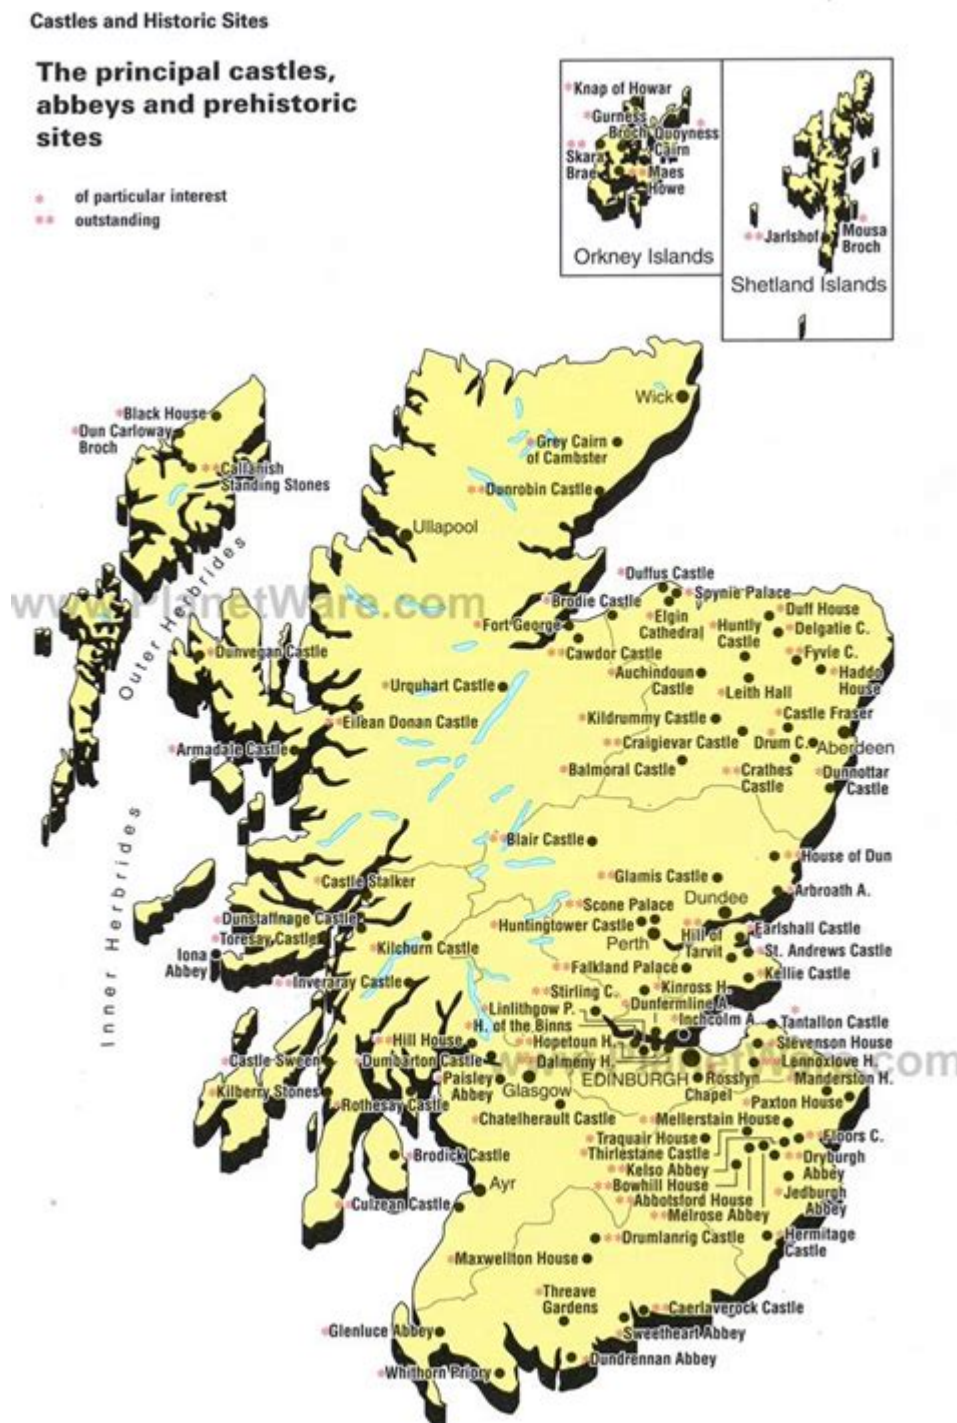 Castles and Historic Sites
The principal castles,
abbeys and prehistoric
sites
* of particular interest
** outstanding
*Knap of Howar
*Gurness
Broch
*
Quoyness
Cairn
**
Skara
Brae
**Maes
Howe
Orkney Islands
**Jarlshof
*
Mousa
Broch
Shetland Islands
Wick
*Black House
*Dun Carloway
Broch
**Callanish
Standing Stones
*Grey Cairn
of Cambster
**Dunrobin Castle
Ullapool
Outer Herbrides
www.PlanetWare.com
*Duffus Castle
*Spynie Palace
*Brodie Castle
*Elgin
Cathedral
*Huntly
Castle
*Duff House
*Delgatie C.
*Fort George
**Cawdor Castle
**Fyvie C.
*Haddo
House
*Dunvegan Castle
*Auchindoun
Castle
*Leith Hall
*Urquhart Castle
**Eilean Donan Castle
*Kildrummy Castle
*Castle Fraser
*Armadale Castle
**Craigievar Castle
*
Drum C.
Aberdeen
*Balmoral Castle
**Crathes
Castle
*Dunnottar
Castle
Inner Herbrides
**Blair Castle
**House of Dun
*Castle Stalker
**Glamis Castle
*Arbroath A.
**Scone Palace
Dundee
*Dunstaffnage Castle
*Huntingtower Castle
*Earlshall Castle
*Toresay Castle
*Kilchurn Castle
Perth
**
Hill of
Tarvit
*St. Andrews Castle
Iona
Abbey
**Falkland Palace
*Kellie Castle
**Inveraray Castle
**Stirling C.
*Kinross H.
*Linlithgow P.
*Dunfermline A.
*H. of the Binns
*Inchcolm A.
*
Tantallon Castle
**Hill House
**Hopetoun H.
*Stevenson House
*Castle Sween
*Dumbarton Castle
**Dalmeny H.
**Lennoxlove H.
www.PlanetWare.com
*Kilberry Stones
*Paisley
Abbey
Glasgow
EDINBURGH
*Rosslyn
Chapel
*Manderston H.
*Rothesay Castle
*Paxton House
*Chatelherault Castle
**Mellerstain House
*Traquair House
**Floors C.
*Brodick Castle
*Thirlestane Castle
**Dryburgh
Abbey
**Kelso Abbey
Ayr
**Bowhill House
*Jedburgh
Abbey
**Culzean Castle
**Abbotsford House
**Melrose Abbey
**Drumlanrig Castle
*Hermitage
Castle
*Maxwellton House
*Threave
Gardens
**Caerlaverock Castle
*Glenluce Abbey
*Sweetheart Abbey
*Whithorn Priory
*Dundrennan Abbey